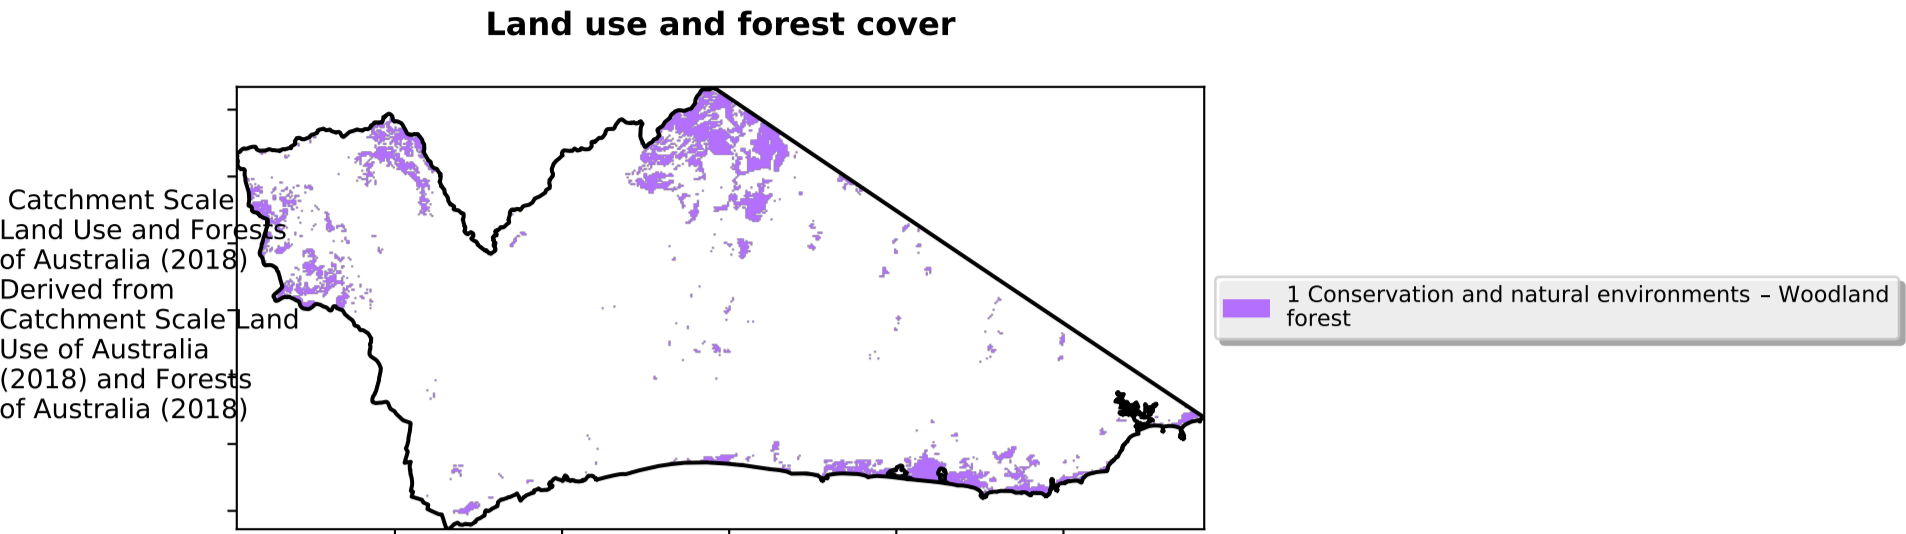 Land use and forest cover
Catchment Scale
Land Use and Forests
of Australia (2018)
Derived from
Catchment Scale Land
Use of Australia
(2018) and Forests
of Australia (2018)
1 Conservation and natural environments – Woodland
forest